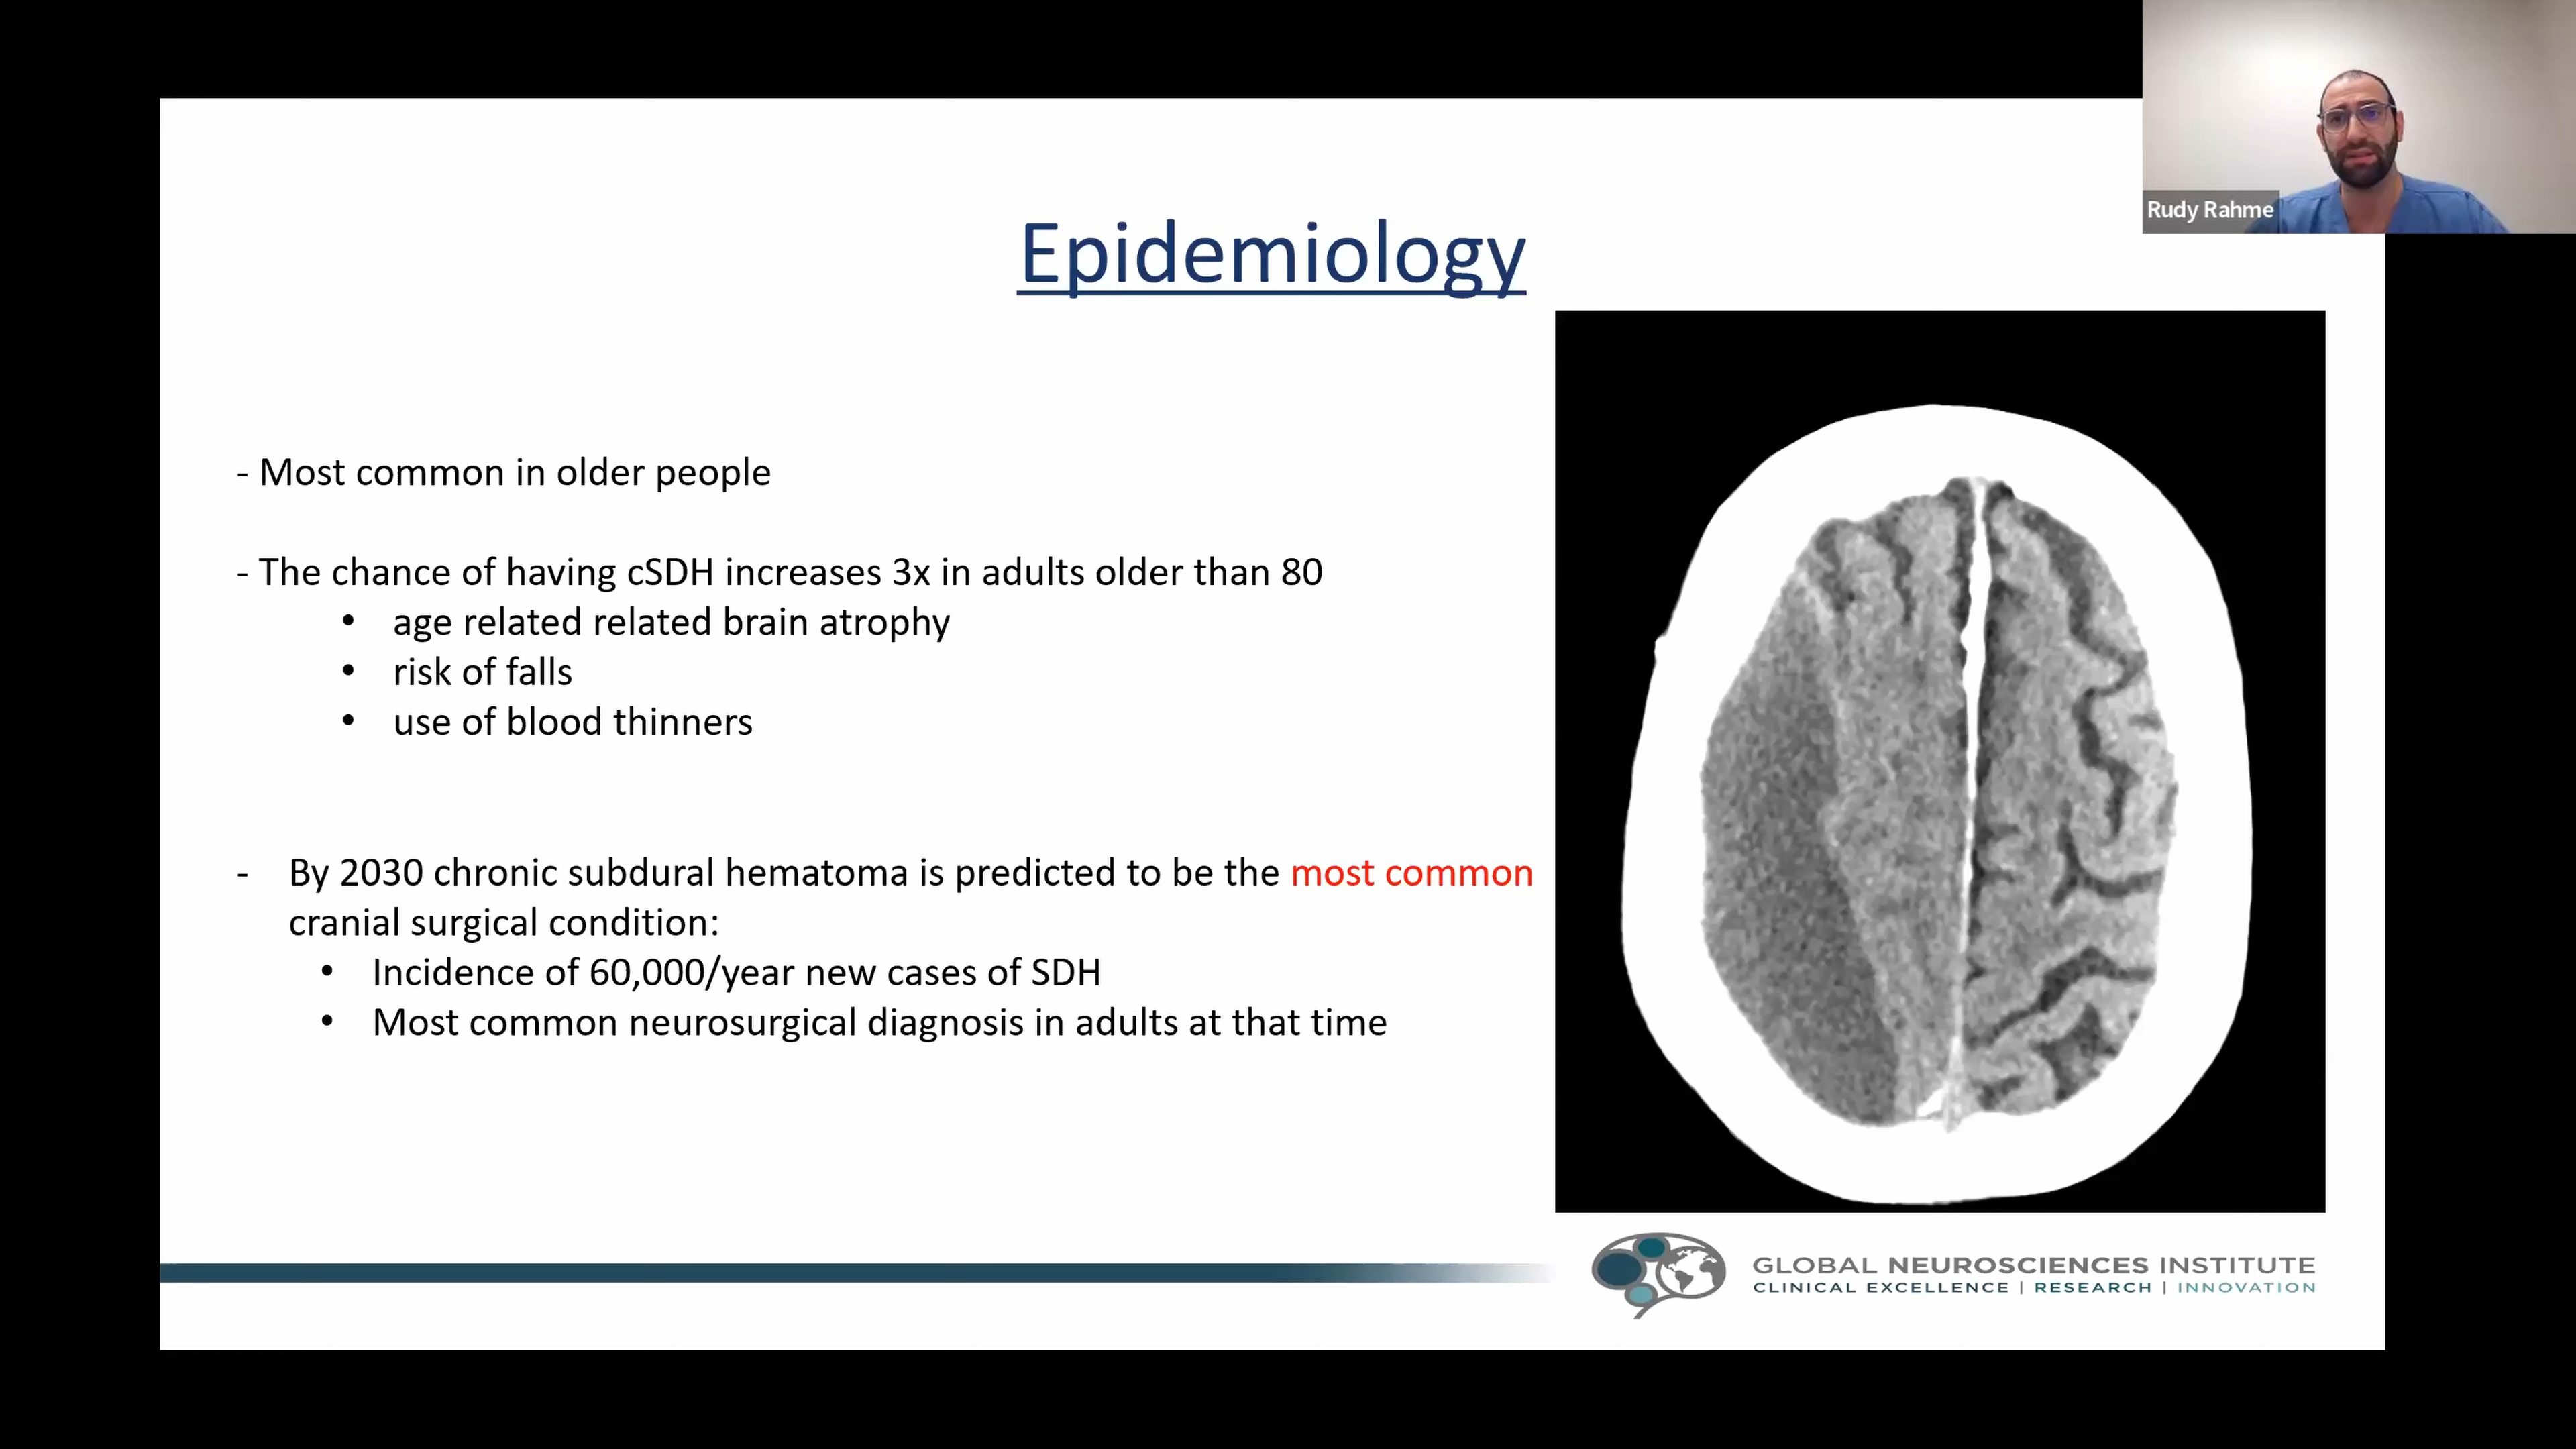 Rudy Rahme
Epidemiology
- Most common in older people
- The chance of having cSDH increases 3x in adults older than 80
• age related related brain atrophy
• risk of falls
• use of blood thinners
- By 2030 chronic subdural hematoma is predicted to be the most common
cranial surgical condition:
• Incidence of 60,000/year new cases of SDH
• Most common neurosurgical diagnosis in adults at that time
GLOBAL NEUROSCIENCES INSTITUTE
CLINICAL EXCELLENCE | RESEARCH | INNOVATION